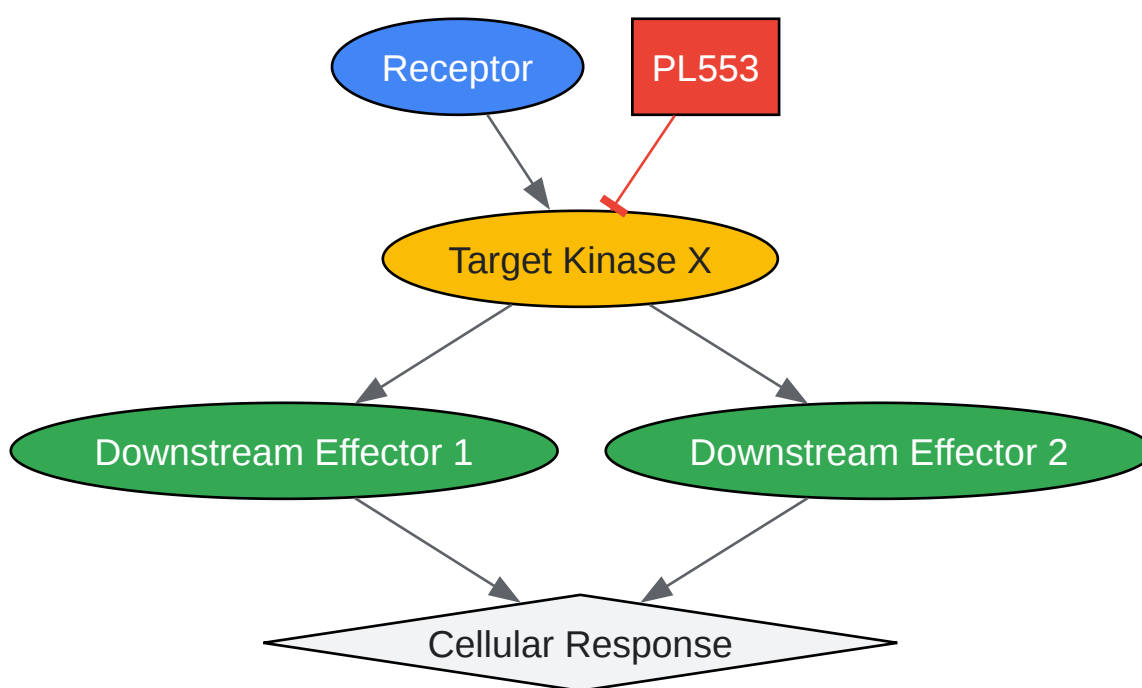 Receptor
PL553
Target Kinase X
Downstream Effector 1
Downstream Effector 2
Cellular Response